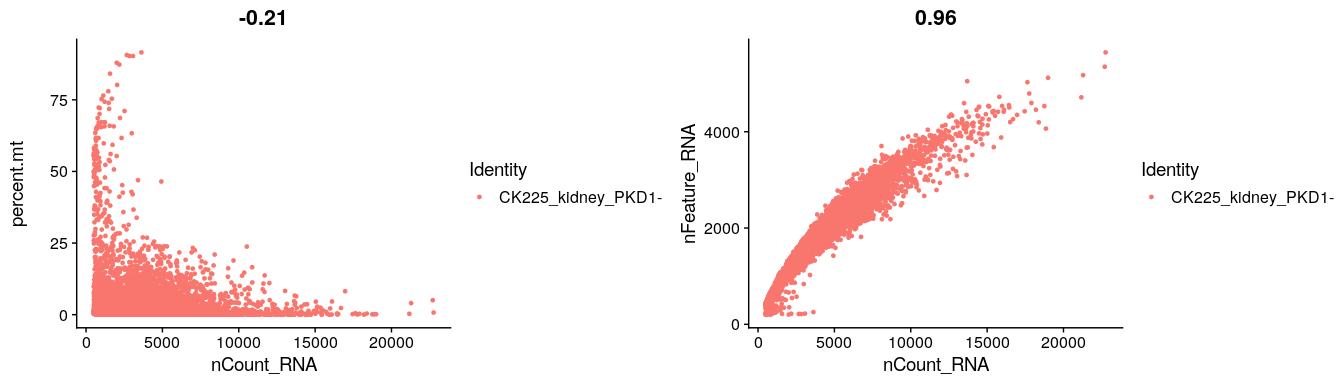 -0.21
percent.mt
75
50
25
0
0 5000 10000 15000 20000
nCount_RNA
Identity
CK225_kidney_PKD1-
0.96
nFeature_RNA
4000
2000
0
0 5000 10000 15000 20000
nCount_RNA
Identity
CK225_kidney_PKD1-